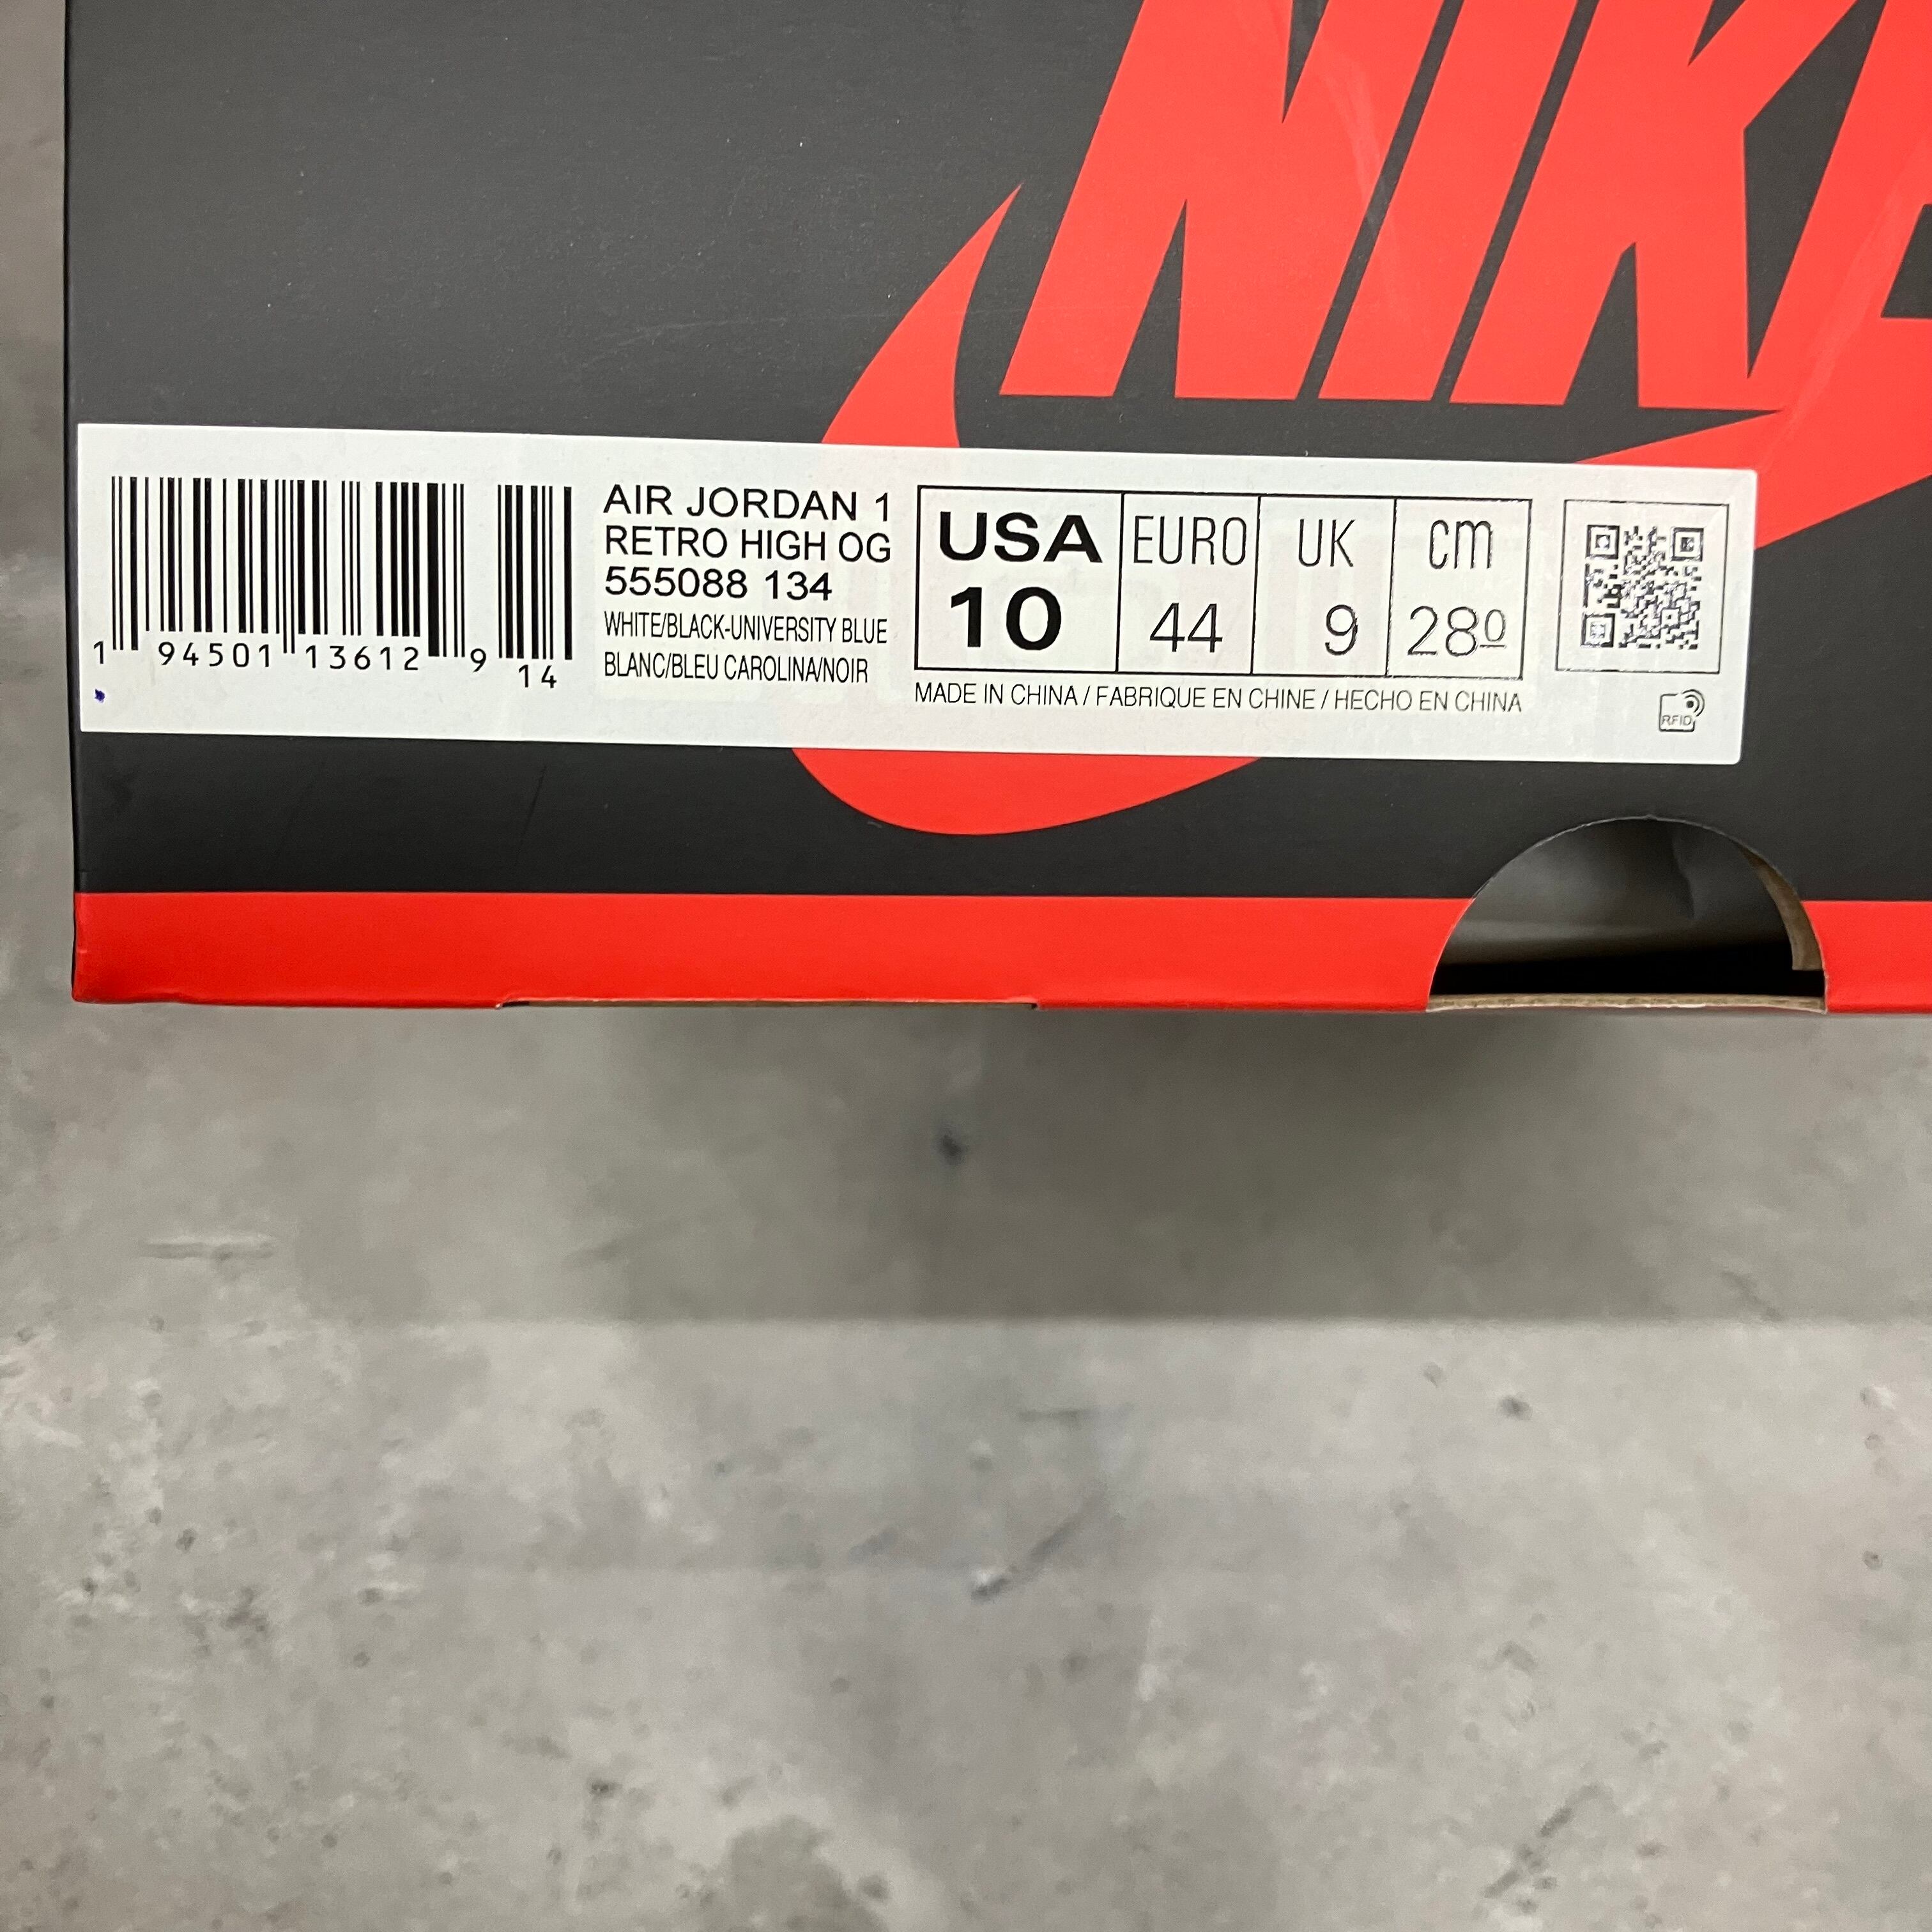 NIKE
AIR JORDAN 1
RETRO HIGH OG
555088 134
WHITE/BLACK-UNIVERSITY BLUE
BLANC/BLEU CAROLINA/NOIR
1 94501 13612 9 14
USA EURO UK cm
10 44 9 280
MADE IN CHINA / FABRIQUE EN CHINE / HECHO EN CHINA
RFID